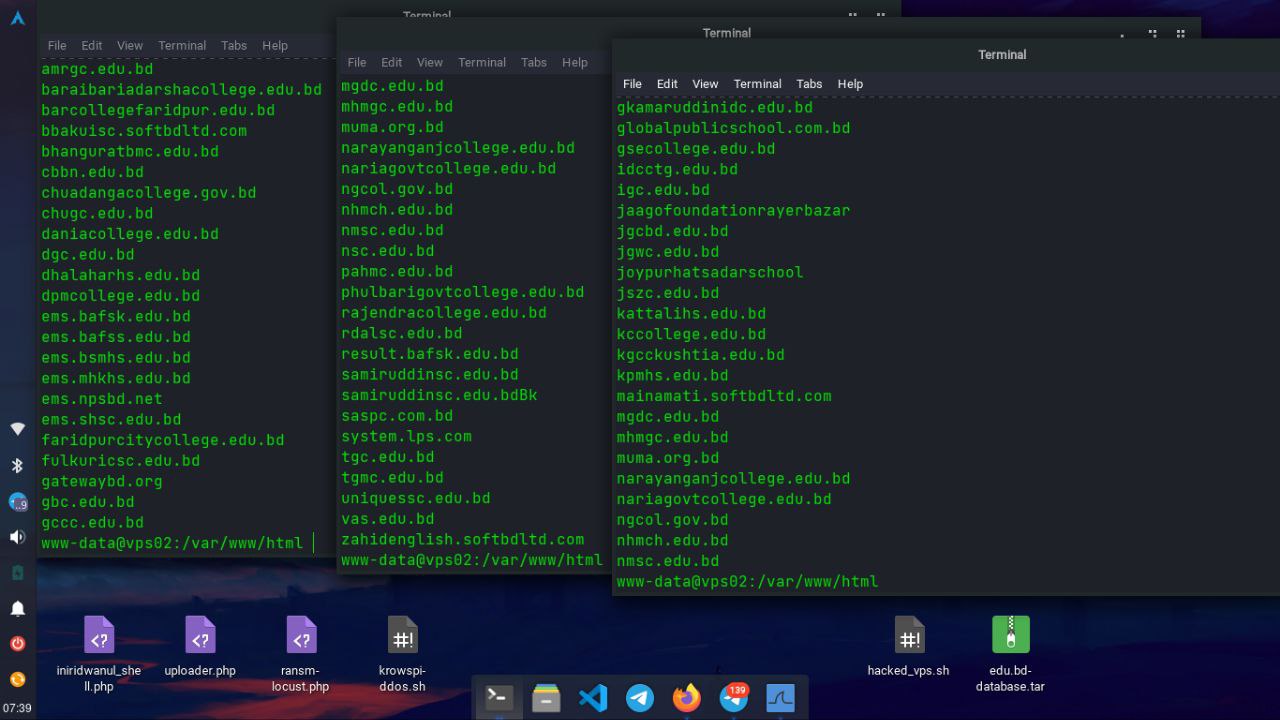 Terminal
File Edit View Terminal Tabs Help
amrgc.edu.bd
baraibariadarshacollege.edu.bd
barcollegefaridpur.edu.bd
bbakuisc.softbdltd.com
bhanguratbmc.edu.bd
cbbn.edu.bd
chuadangacollege.gov.bd
chugc.edu.bd
daniacollege.edu.bd
dgc.edu.bd
dhalaharhs.edu.bd
dpmcollege.edu.bd
ems.bafsk.edu.bd
ems.bafss.edu.bd
ems.bsmhs.edu.bd
ems.mhkhs.edu.bd
ems.npsbd.net
ems.shsc.edu.bd
faridpurcitycollege.edu.bd
fulkuricsc.edu.bd
gatewaybd.org
gbc.edu.bd
gccc.edu.bd
www-data@vps02:/var/www/html
Terminal
File Edit View Terminal Tabs Help
mgdc.edu.bd
mhmgc.edu.bd
muma.org.bd
narayanganjcollege.edu.bd
nariagovtcollege.edu.bd
ngcol.gov.bd
nhmch.edu.bd
nmsc.edu.bd
nsc.edu.bd
pahmc.edu.bd
phulbarigovtcollege.edu.bd
rajendracollege.edu.bd
rdalsc.edu.bd
result.bafsk.edu.bd
samiruddinsc.edu.bd
samiruddinsc.edu.bdBk
saspc.com.bd
system.lps.com
tgc.edu.bd
tgmc.edu.bd
uniquessc.edu.bd
vas.edu.bd
zahidenglish.softbdltd.com
www-data@vps02:/var/www/html
Terminal
File Edit View Terminal Tabs Help
gkamaruddinidc.edu.bd
globalpublicschool.com.bd
gsecollege.edu.bd
idcctg.edu.bd
igc.edu.bd
jaagofoundationrayerbazar
jgcbd.edu.bd
jgwc.edu.bd
joypurhatsadarschool
jszc.edu.bd
kattalihs.edu.bd
kccollege.edu.bd
kgcckushtia.edu.bd
kpmhs.edu.bd
mainamati.softbdltd.com
mgdc.edu.bd
mhmgc.edu.bd
muma.org.bd
narayanganjcollege.edu.bd
nariagovtcollege.edu.bd
ngcol.gov.bd
nhmch.edu.bd
nmsc.edu.bd
www-data@vps02:/var/www/html
..9
07:39
<?
iniridwanul_she
ll.php
<?
uploader.php
<?
ransm-
locust.php
#!
krowspi-
ddos.sh
#!
hacked_vps.sh
edu.bd-
database.tar
139